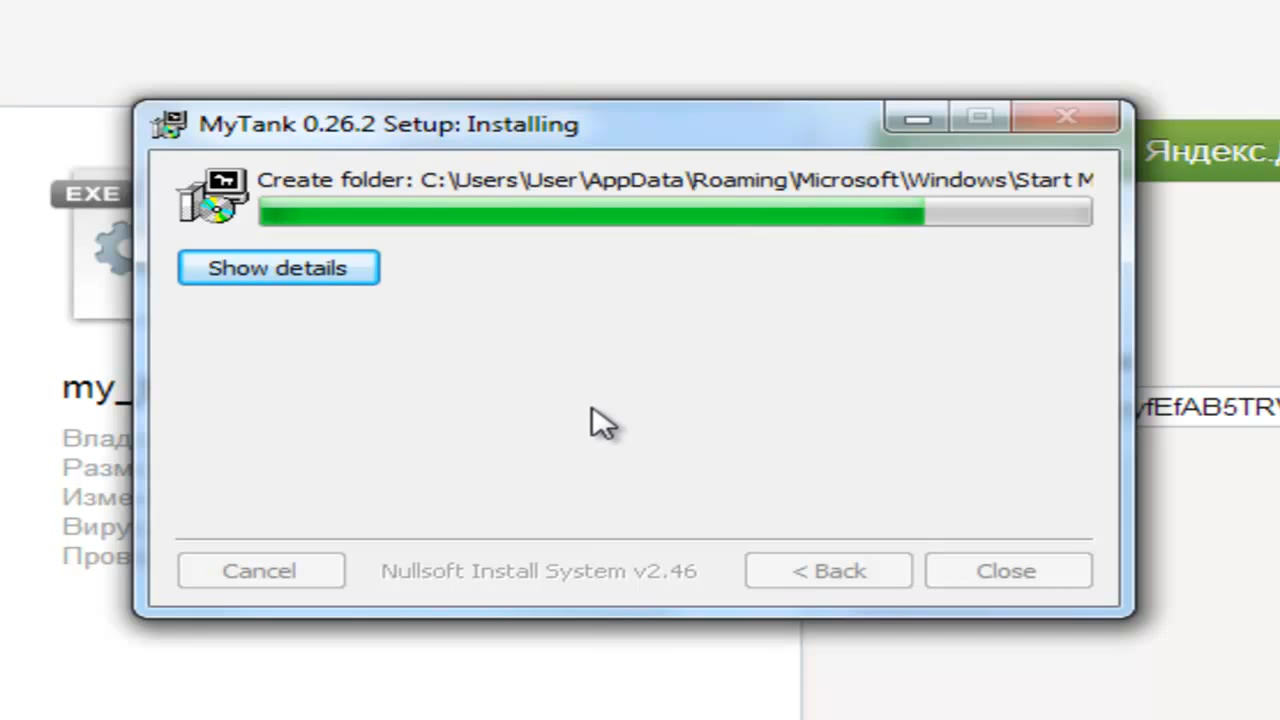 MyTank 0.26.2 Setup: Installing
Яндекс.
EXE
Create folder: C:\Users\User\AppData\Roaming\Microsoft\Windows\Start M
Show details
my_
yfEfAB5TRV
Влад
Разм
Изме
Виру
Пров
Cancel
Nullsoft Install System v2.46
< Back
Close